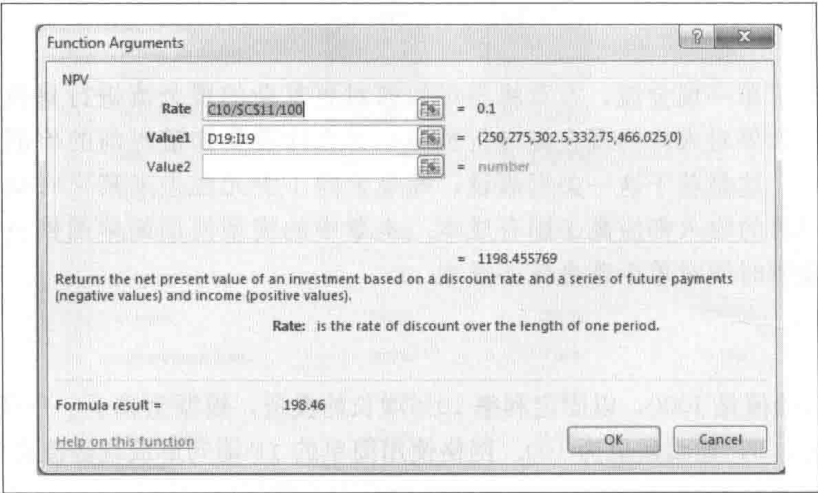 Function Arguments
NPV
Rate C10/$C$11/100 = 0.1
Value1 D19:I19 = {250,275,302.5,332.75,466.025,0}
Value2 = number
= 1198.455769
Returns the net present value of an investment based on a discount rate and a series of future payments
(negative values) and income (positive values).
Rate: is the rate of discount over the length of one period.
Formula result = 198.46
Help on this function
OK Cancel